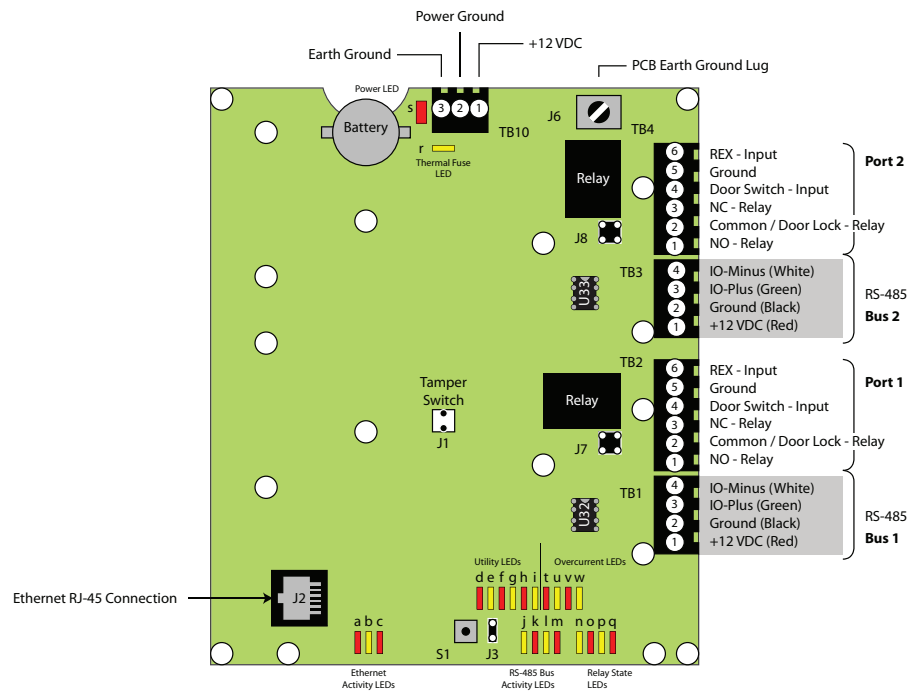 Power Ground
Earth Ground
+12 VDC
PCB Earth Ground Lug
Power LED
s
3 2 1
TB10
Battery
r
Thermal Fuse
LED
J6
TB4
Relay
J8
6 REX - Input
5 Ground
4 Door Switch - Input
3 NC - Relay
2 Common / Door Lock - Relay
1 NO - Relay
Port 2
U33
TB3
4 IO-Minus (White)
3 IO-Plus (Green)
2 Ground (Black)
1 +12 VDC (Red)
RS-485
Bus 2
Tamper
Switch
J1
TB2
Relay
J7
6 REX - Input
5 Ground
4 Door Switch - Input
3 NC - Relay
2 Common / Door Lock - Relay
1 NO - Relay
Port 1
U32
TB1
4 IO-Minus (White)
3 IO-Plus (Green)
2 Ground (Black)
1 +12 VDC (Red)
RS-485
Bus 1
Utility LEDs
Overcurrent LEDs
d e f g h i t u v w
Ethernet RJ-45 Connection
J2
a b c
Ethernet
Activity LEDs
S1
J3
j k l m
RS-485 Bus
Activity LEDs
n o p q
Relay State
LEDs